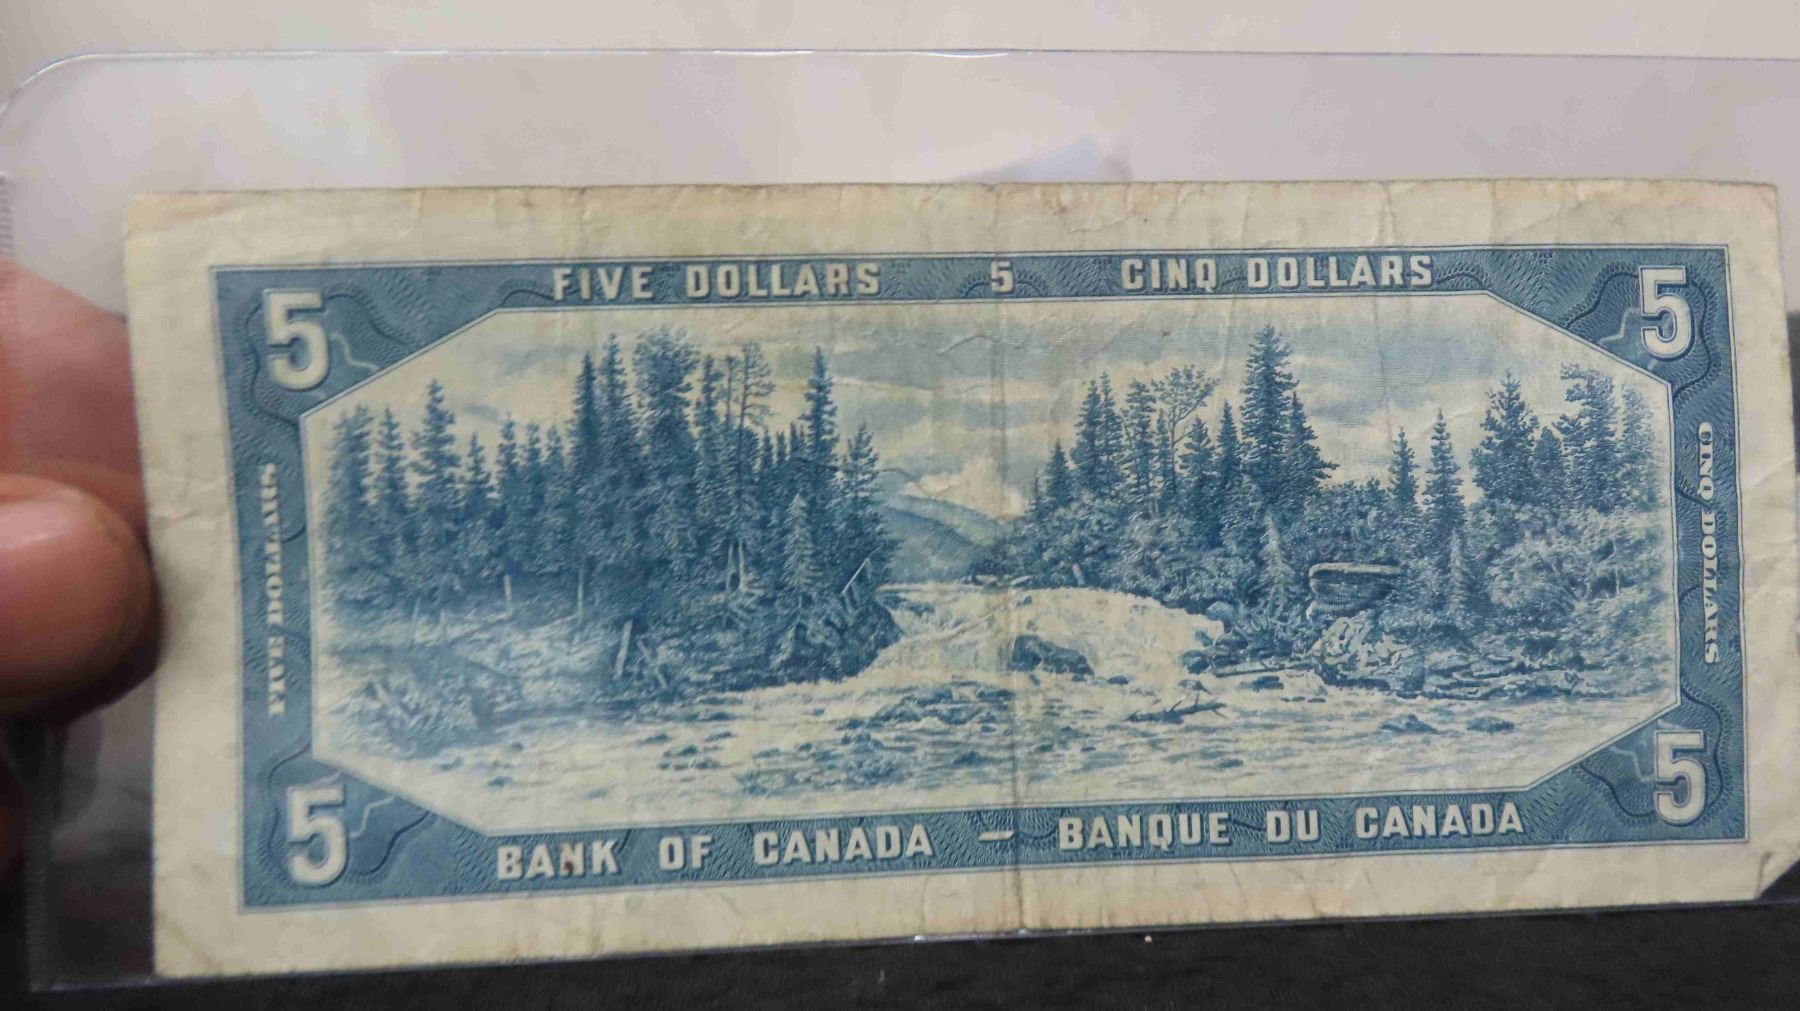 FIVE DOLLARS 5 CINQ DOLLARS
5 5
FIVE DOLLARS
CINQ DOLLARS
5 5
BANK OF CANADA – BANQUE DU CANADA